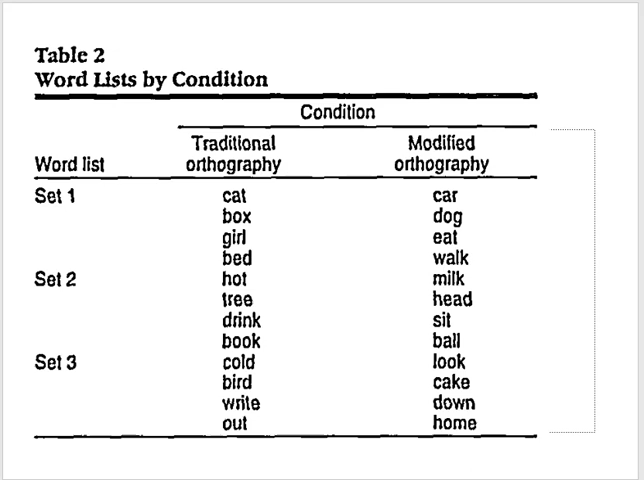 Table 2
Word Lists by Condition
Condition
Traditional Modified
Word list orthography orthography
Set 1 cat car
box dog
girl eat
bed walk
Set 2 hot milk
tree head
drink sit
book ball
Set 3 cold look
bird cake
write down
out home